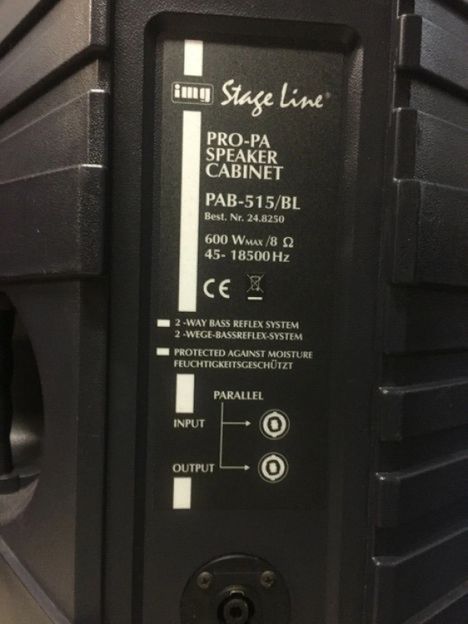 img Stage Line®
PRO-PA
SPEAKER
CABINET
PAB-515/BL
Best. Nr. 24.8250
600 WMAX /8 Ω
45- 18500 Hz
CE
2 -WAY BASS REFLEX SYSTEM
2 -WEGE-BASSREFLEX-SYSTEM
PROTECTED AGAINST MOISTURE
FEUCHTIGKEITSGESCHÜTZT
PARALLEL
INPUT
OUTPUT